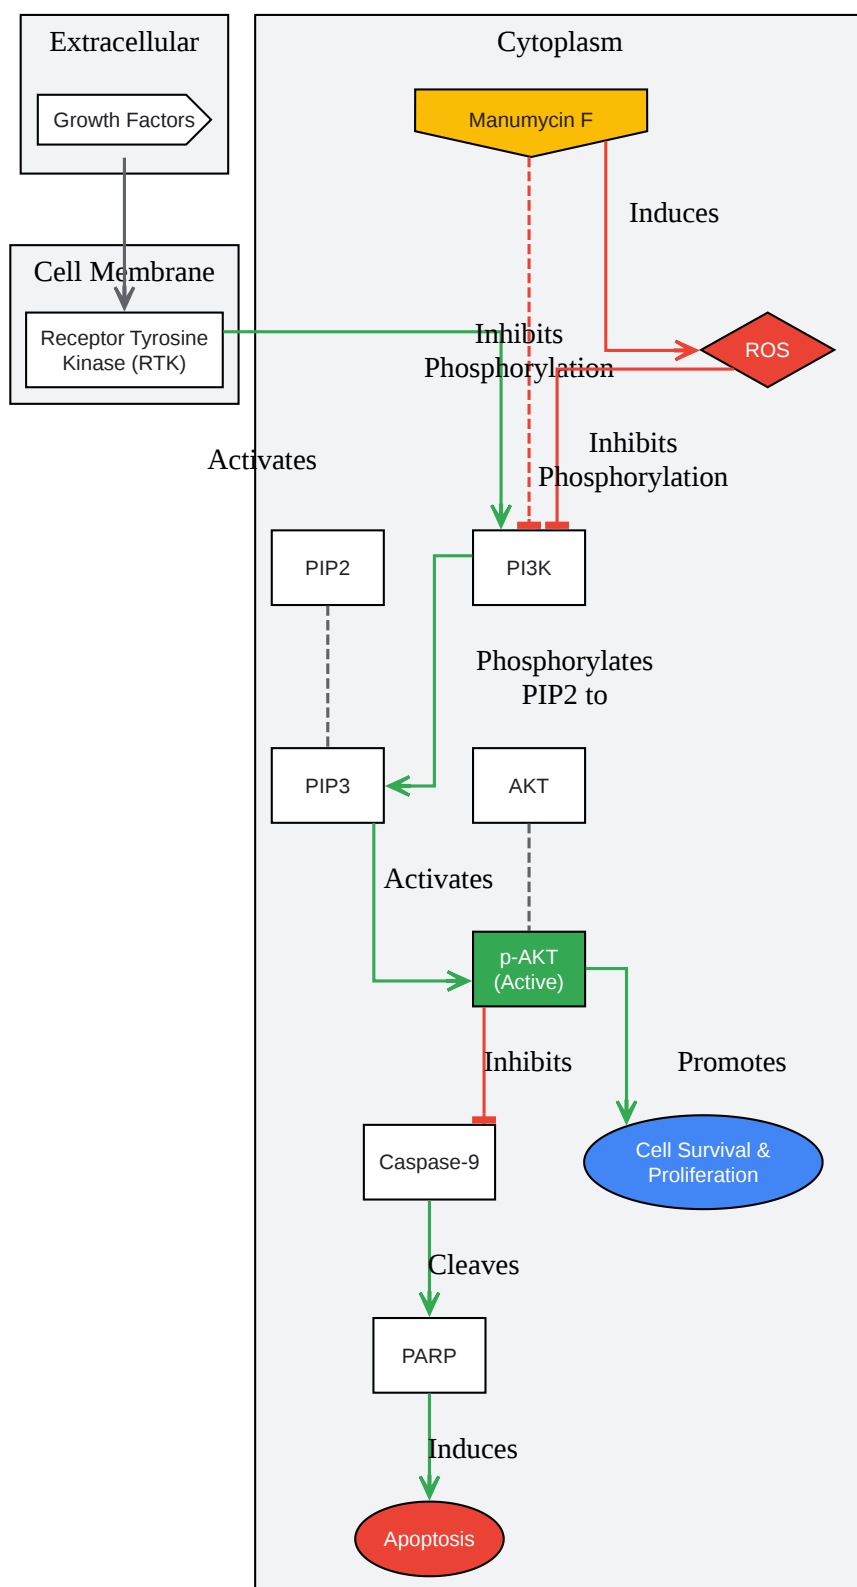 Extracellular
Cytoplasm
Growth Factors
Manumycin F
Induces
Cell Membrane
Receptor Tyrosine
Kinase (RTK)
Inhibits
Phosphorylation
ROS
Activates
Inhibits
Phosphorylation
PIP2
PI3K
Phosphorylates
PIP2 to
PIP3
AKT
Activates
p-AKT
(Active)
Inhibits
Promotes
Caspase-9
Cell Survival &
Proliferation
Cleaves
PARP
Induces
Apoptosis